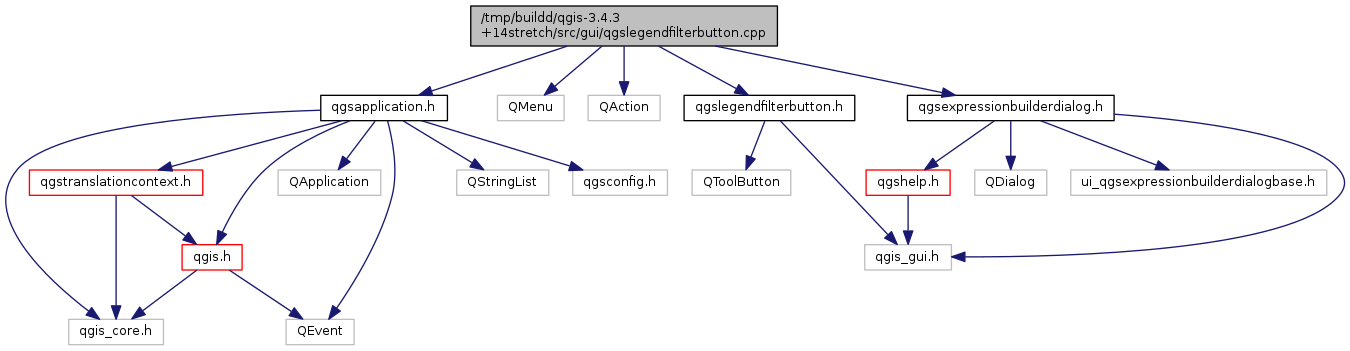 /tmp/buildd/qgis-3.4.3
+14stretch/src/gui/qgslegendfilterbutton.cpp
qgsapplication.h
QMenu
QAction
qgslegendfilterbutton.h
qgsexpressionbuilderdialog.h
qgstranslationcontext.h
QApplication
QStringList
qgsconfig.h
QToolButton
qgshelp.h
QDialog
ui_qgsexpressionbuilderdialogbase.h
qgis.h
qgis_gui.h
qgis_core.h
QEvent